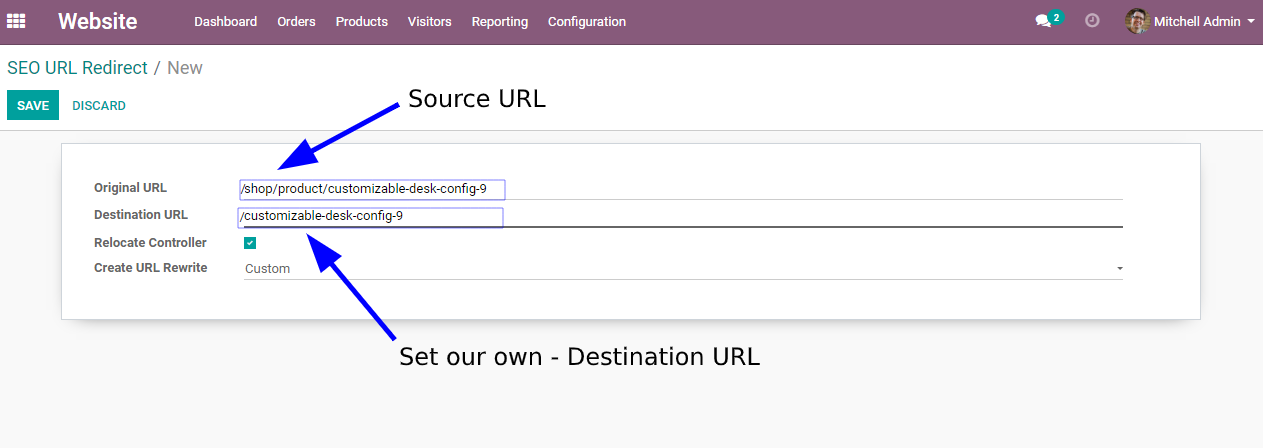 Website Dashboard Orders Products Visitors Reporting Configuration 2 Mitchell Admin
SEO URL Redirect / New
SAVE DISCARD
Source URL
Original URL /shop/product/customizable-desk-config-9
Destination URL /customizable-desk-config-9
Relocate Controller
Create URL Rewrite Custom
Set our own - Destination URL